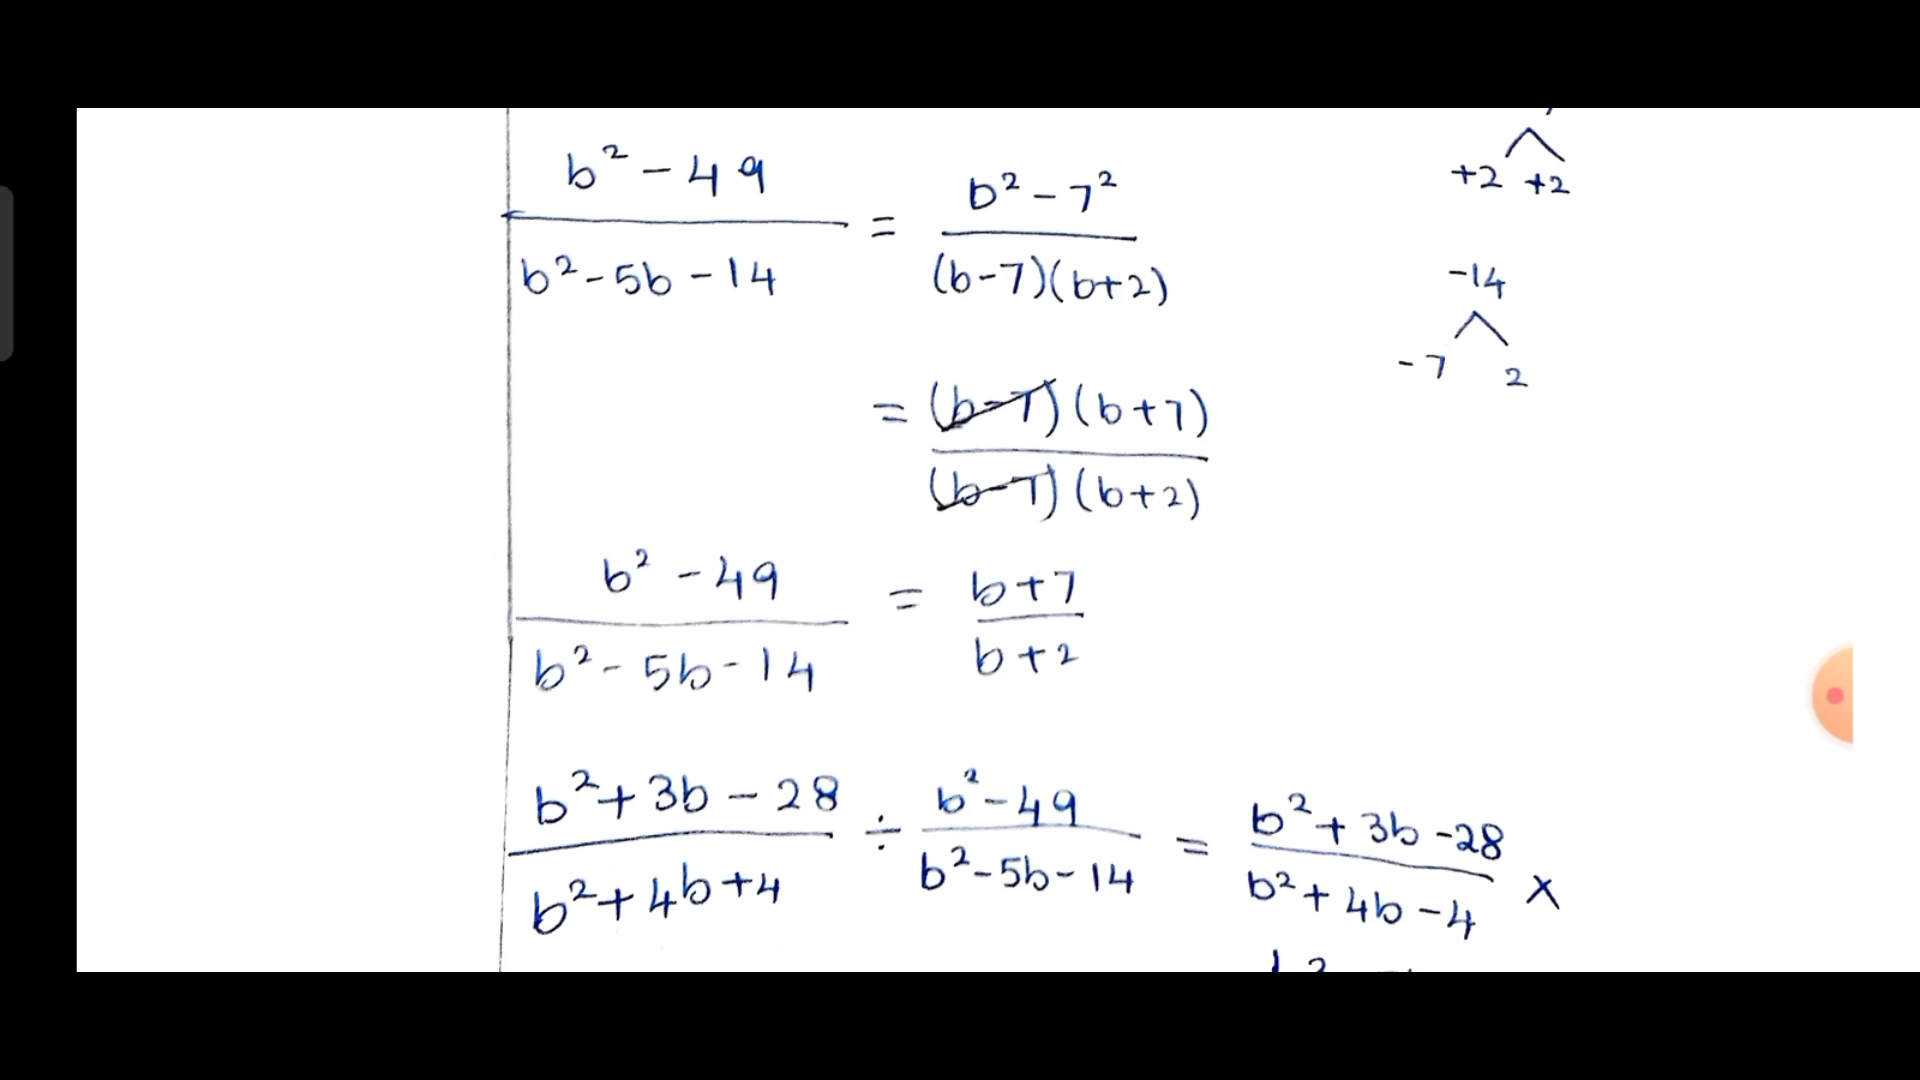 b² - 49 / b² - 5b - 14 = b² - 7² / (b-7)(b+2)
+2 +2
-14
-7 2
= (b-7)(b+7) / (b-7)(b+2)
b² - 49 / b² - 5b - 14 = b+7 / b+2
b² + 3b - 28 / b² + 4b + 4 ÷ b² - 49 / b² - 5b - 14 = b² + 3b - 28 / b² + 4b - 4 ×